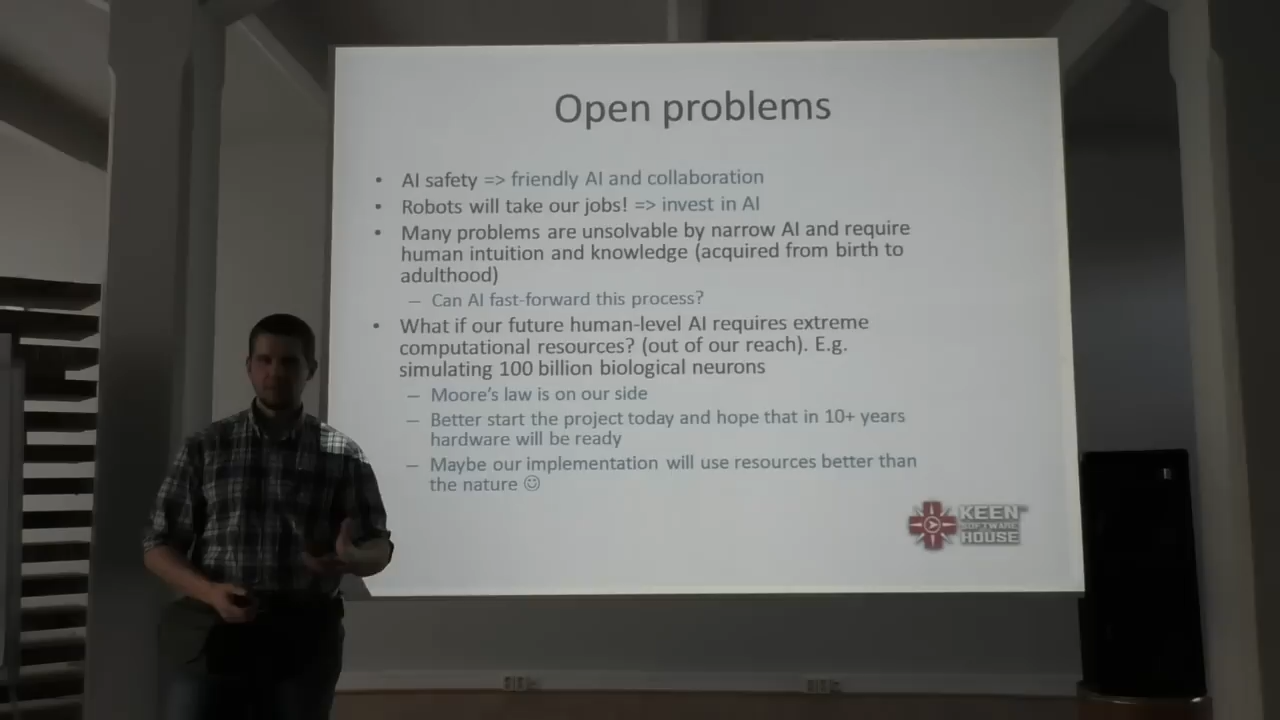 Open problems
• AI safety => friendly AI and collaboration
• Robots will take our jobs! => invest in AI
• Many problems are unsolvable by narrow AI and require
human intuition and knowledge (acquired from birth to
adulthood)
– Can AI fast-forward this process?
• What if our future human-level AI requires extreme
computational resources? (out of our reach). E.g.
simulating 100 billion biological neurons
– Moore's law is on our side
– Better start the project today and hope that in 10+ years
hardware will be ready
– Maybe our implementation will use resources better than
the nature ☺
KEEN
SOFTWARE
HOUSE